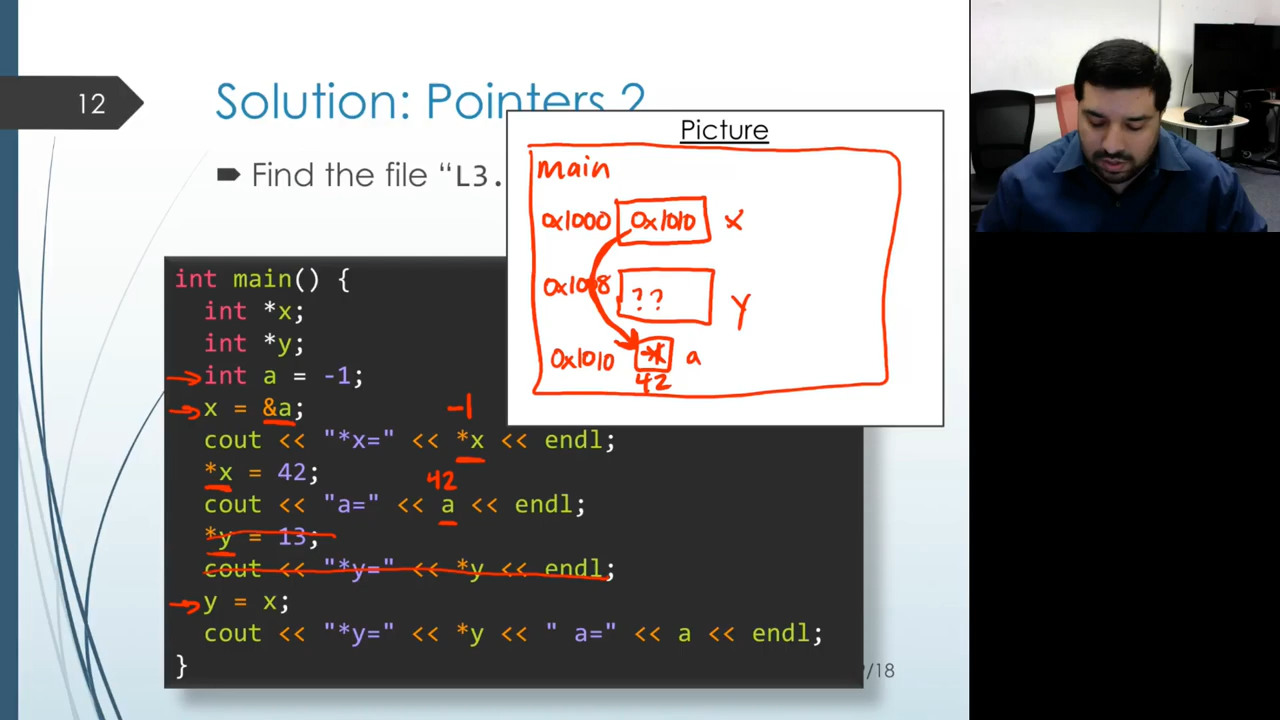 12
Solution: Pointers 2
Find the file “L3.
Picture
main
0x1000 0x1010 x
?? y
0x1010 a
42
int main() {
int *x;
int *y;
int a = -1;
x = &a;
-1
cout << "*x=" << *x << endl;
*x = 42;
42
cout << "a=" << a << endl;
*y = 13;
cout << "*y=" << *y << endl;
y = x;
cout << "*y=" << *y << " a=" << a << endl;
}
/18